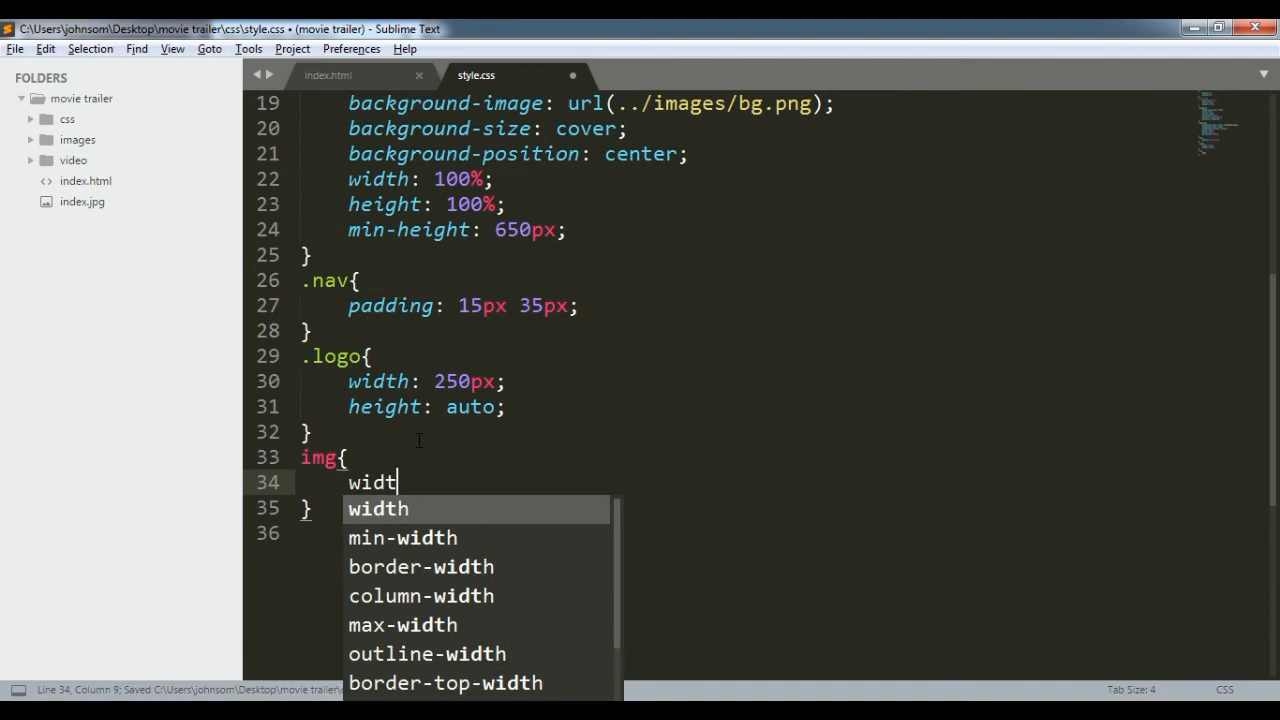 C:\Users\johnsom\Desktop\movie trailer\css\style.css • (movie trailer) - Sublime Text
File Edit Selection Find View Goto Tools Project Preferences Help
FOLDERS
movie trailer
css
images
video
index.html
index.jpg
index.html × style.css
19 background-image: url(../images/bg.png);
20 background-size: cover;
21 background-position: center;
22 width: 100%;
23 height: 100%;
24 min-height: 650px;
25 }
26 .nav{
27 padding: 15px 35px;
28 }
29 .logo{
30 width: 250px;
31 height: auto;
32 }
33 img{
34 widt
35 }
36
width
min-width
border-width
column-width
max-width
outline-width
border-top-width
Line 34, Column 9; Saved C:\Users\johnsom\Desktop\movie trailer\
Tab Size: 4
CSS